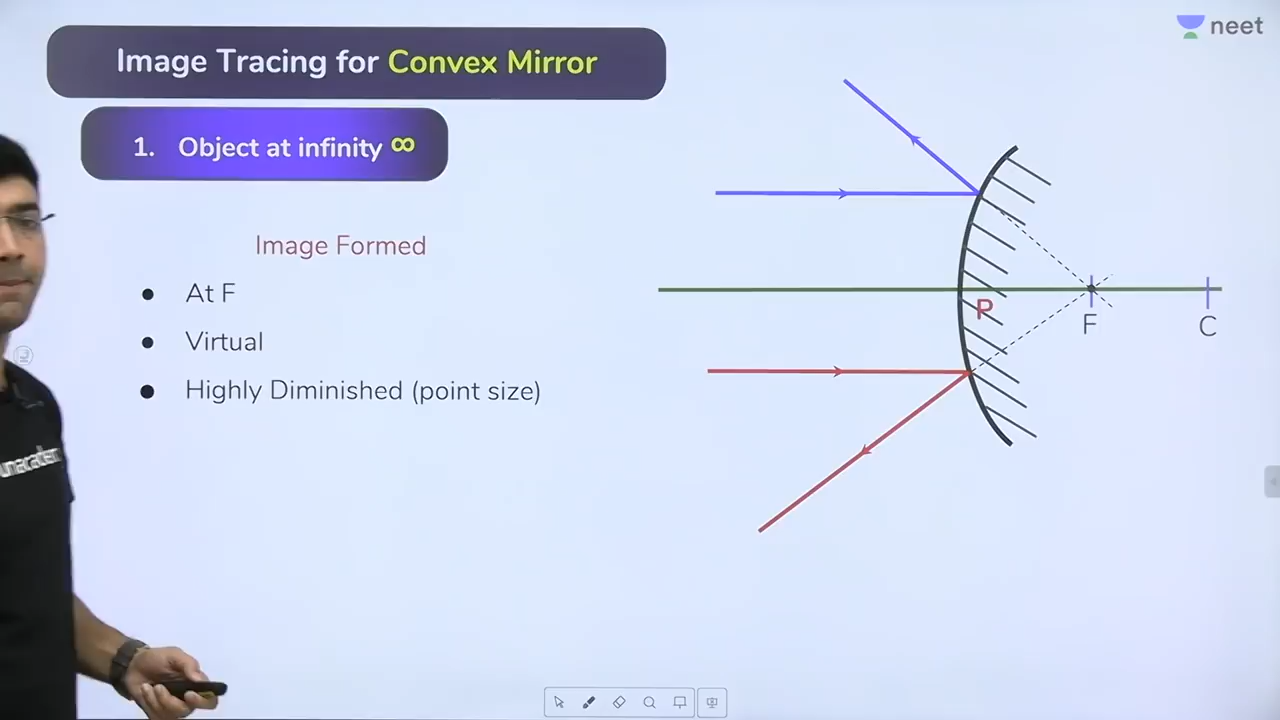 neet
Image Tracing for Convex Mirror
1. Object at infinity ∞
Image Formed
● At F
● Virtual
● Highly Diminished (point size)
P
F
C